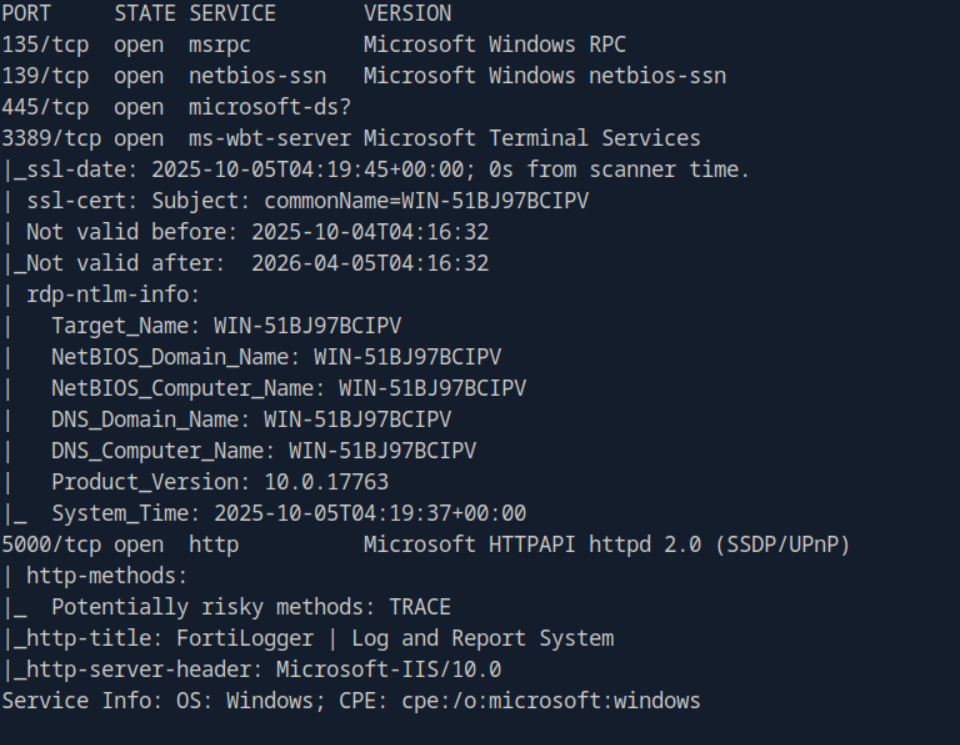 PORT     STATE SERVICE       VERSION
135/tcp  open  msrpc         Microsoft Windows RPC
139/tcp  open  netbios-ssn   Microsoft Windows netbios-ssn
445/tcp  open  microsoft-ds?
3389/tcp open  ms-wbt-server Microsoft Terminal Services
|_ssl-date: 2025-10-05T04:19:45+00:00; 0s from scanner time.
| ssl-cert: Subject: commonName=WIN-51BJ97BCIPV
| Not valid before: 2025-10-04T04:16:32
|_Not valid after:  2026-04-05T04:16:32
| rdp-ntlm-info:
|   Target_Name: WIN-51BJ97BCIPV
|   NetBIOS_Domain_Name: WIN-51BJ97BCIPV
|   NetBIOS_Computer_Name: WIN-51BJ97BCIPV
|   DNS_Domain_Name: WIN-51BJ97BCIPV
|   DNS_Computer_Name: WIN-51BJ97BCIPV
|   Product_Version: 10.0.17763
|_  System_Time: 2025-10-05T04:19:37+00:00
5000/tcp open  http          Microsoft HTTPAPI httpd 2.0 (SSDP/UPnP)
| http-methods:
|_  Potentially risky methods: TRACE
|_http-title: FortiLogger | Log and Report System
|_http-server-header: Microsoft-IIS/10.0
Service Info: OS: Windows; CPE: cpe:/o:microsoft:windows